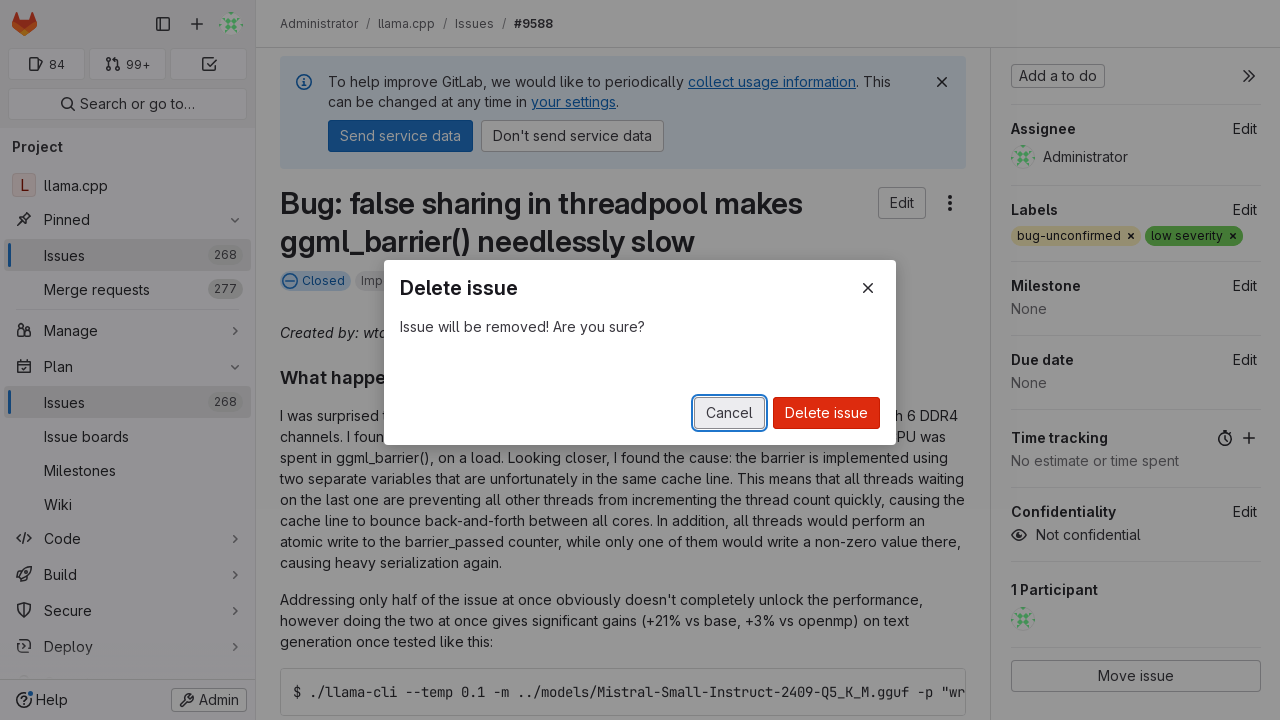 Administrator / llama.cpp / Issues / #9588
84
99+
Search or go to…
Project
L llama.cpp
Pinned
Issues 268
Merge requests 277
Manage
Plan
Issues 268
Issue boards
Milestones
Wiki
Code
Build
Secure
Deploy
Help
Admin
To help improve GitLab, we would like to periodically collect usage information. This
can be changed at any time in your settings.
Send service data
Don't send service data
Bug: false sharing in threadpool makes
ggml_barrier() needlessly slow
Edit
Closed
Delete issue
Issue will be removed! Are you sure?
Cancel
Delete issue
Created by:
I was surprised
6 DDR4
channels. I
was
spent in ggml_barrier(), on a load. Looking closer, I found the cause: the barrier is implemented using
two separate variables that are unfortunately in the same cache line. This means that all threads waiting
on the last one are preventing all other threads from incrementing the thread count quickly, causing the
cache line to bounce back-and-forth between all cores. In addition, all threads would perform an
atomic write to the barrier_passed counter, while only one of them would write a non-zero value there,
causing heavy serialization again.
Addressing only half of the issue at once obviously doesn't completely unlock the performance,
however doing the two at once gives significant gains (+21% vs base, +3% vs openmp) on text
generation once tested like this:
$ ./llama-cli --temp 0.1 -m ../models/Mistral-Small-Instruct-2409-Q5_K_M.gguf -p "wr
Add a to do
Assignee Edit
Administrator
Labels Edit
bug-unconfirmed × low severity ×
Milestone Edit
None
Due date Edit
None
Time tracking
No estimate or time spent
Confidentiality Edit
Not confidential
1 Participant
Move issue